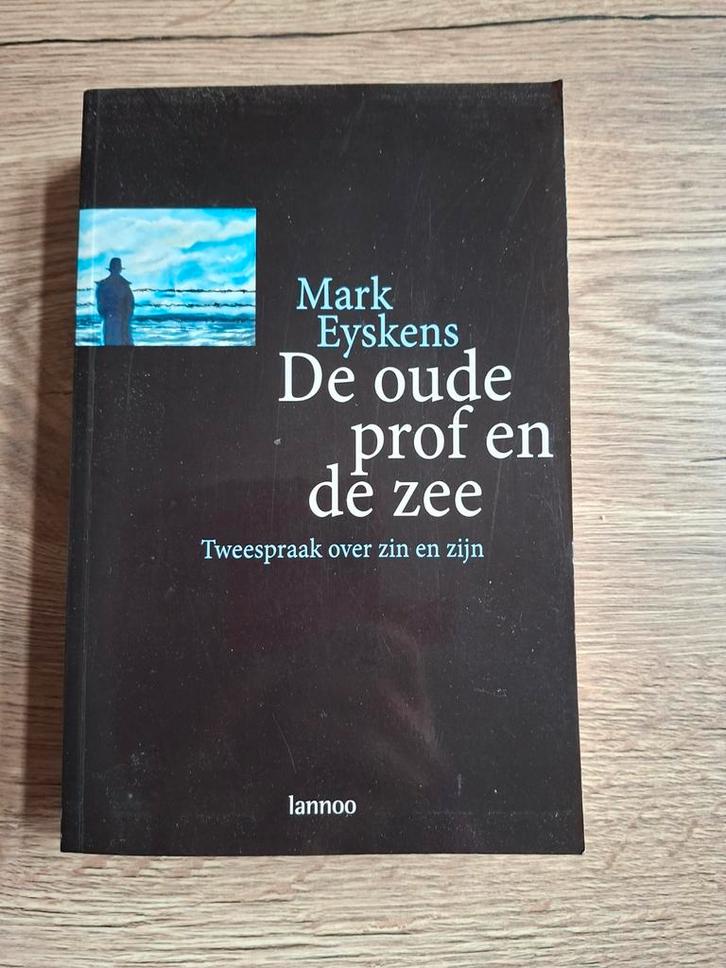 Mark
Eyskens
De oude
prof en
de zee
Tweespraak over zin en zijn
lannoo